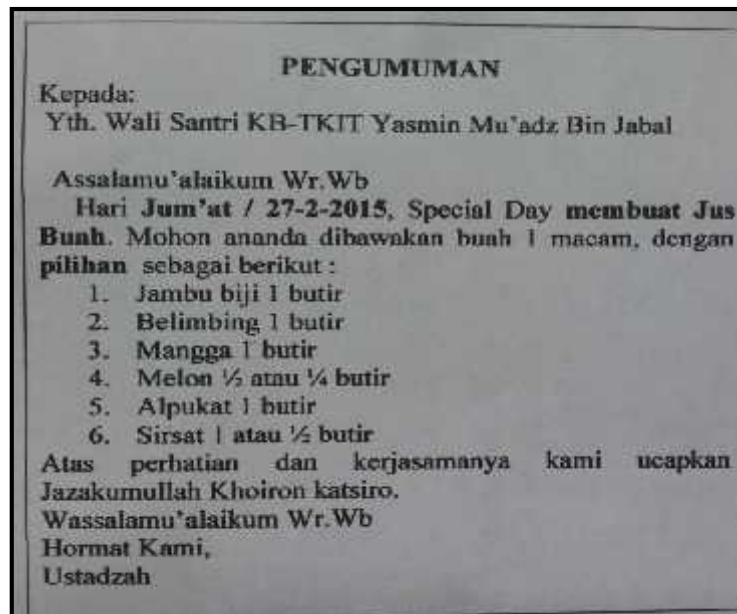 PENGUMUMAN
Kepada:
Yth. Wali Santri KB-TKIT Yasmin Mu'adz Bin Jabal
Assalamu'alaikum Wr.Wb
Hari Jum'at / 27-2-2015, Special Day membuat Jus
Buah. Mohon ananda dibawakan buah 1 macam, dengan
pilihan sebagai berikut :
1. Jambu biji 1 butir
2. Belimbing 1 butir
3. Mangga 1 butir
4. Melon ½ atau ¼ butir
5. Alpukat 1 butir
6. Sirsat 1 atau ½ butir
Atas perhatian dan kerjasamanya kami ucapkan
Jazakumullah Khoiron katsiro.
Wassalamu'alaikum Wr.Wb
Hormat Kami,
Ustadzah